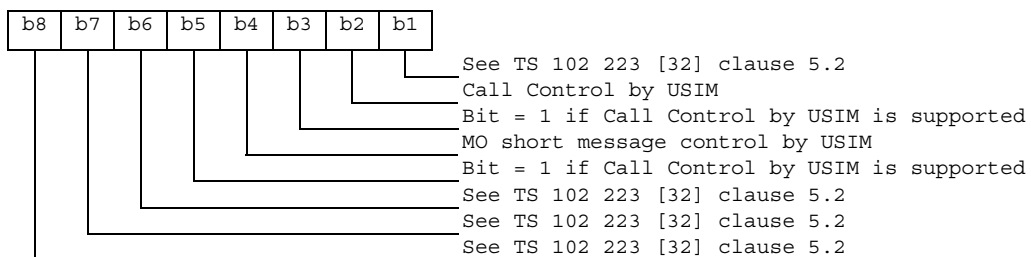 b8 b7 b6 b5 b4 b3 b2 b1
See TS 102 223 [32] clause 5.2
Call Control by USIM
Bit = 1 if Call Control by USIM is supported
MO short message control by USIM
Bit = 1 if Call Control by USIM is supported
See TS 102 223 [32] clause 5.2
See TS 102 223 [32] clause 5.2
See TS 102 223 [32] clause 5.2